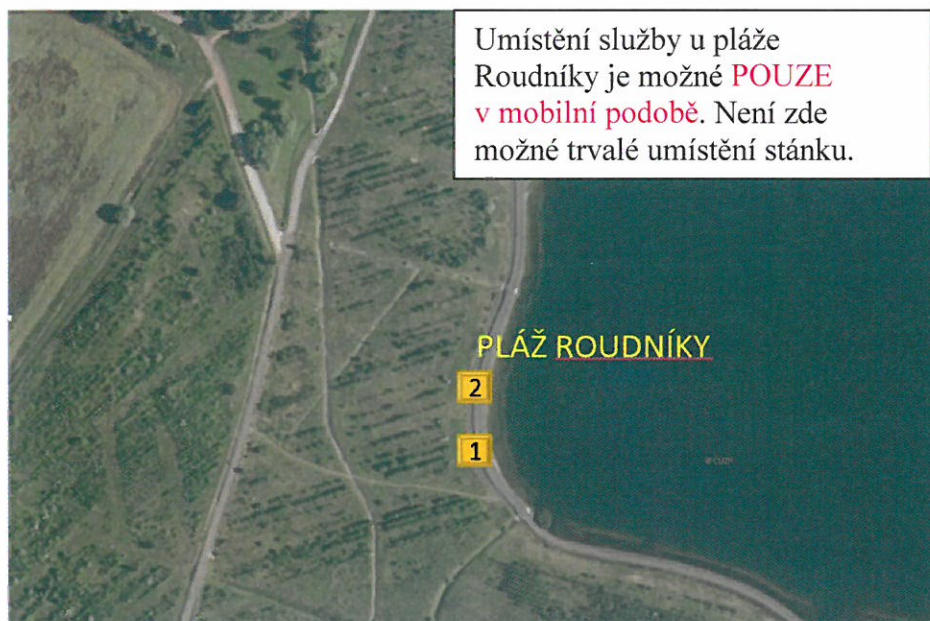 Umístění služby u pláže
Roudníky je možné POUZE
v mobilní podobě. Není zde
možné trvalé umístění stánku.
PLÁŽ ROUDNÍKY
2
1
© ČÚZK